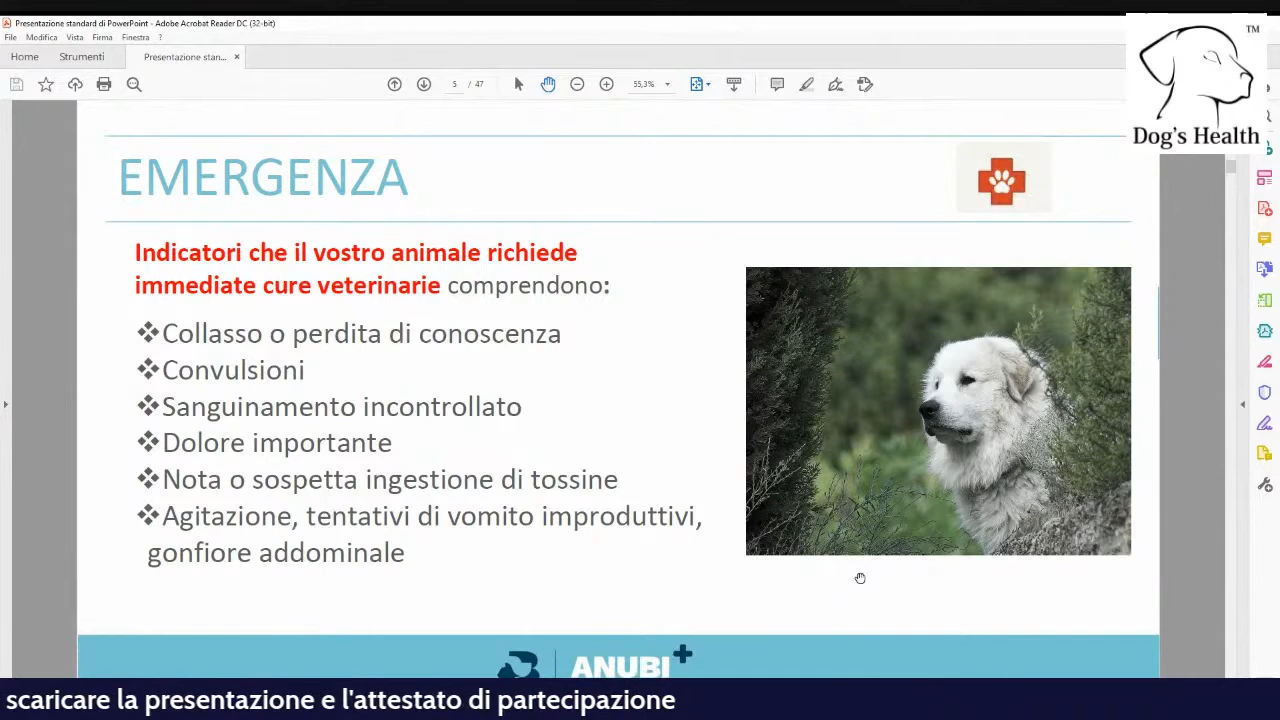 Presentazione standard di PowerPoint - Adobe Acrobat Reader DC (32-bit)
File Modifica Vista Firma Finestra ?
Home Strumenti Presentazione stan... ×
5 / 47 55,3%
TM
Dog's Health
EMERGENZA
Indicatori che il vostro animale richiede
immediate cure veterinarie comprendono:
❖Collasso o perdita di conoscenza
❖Convulsioni
❖Sanguinamento incontrollato
❖Dolore importante
❖Nota o sospetta ingestione di tossine
❖Agitazione, tentativi di vomito improduttivi,
gonfiore addominale
ANUBI+
scaricare la presentazione e l'attestato di partecipazione